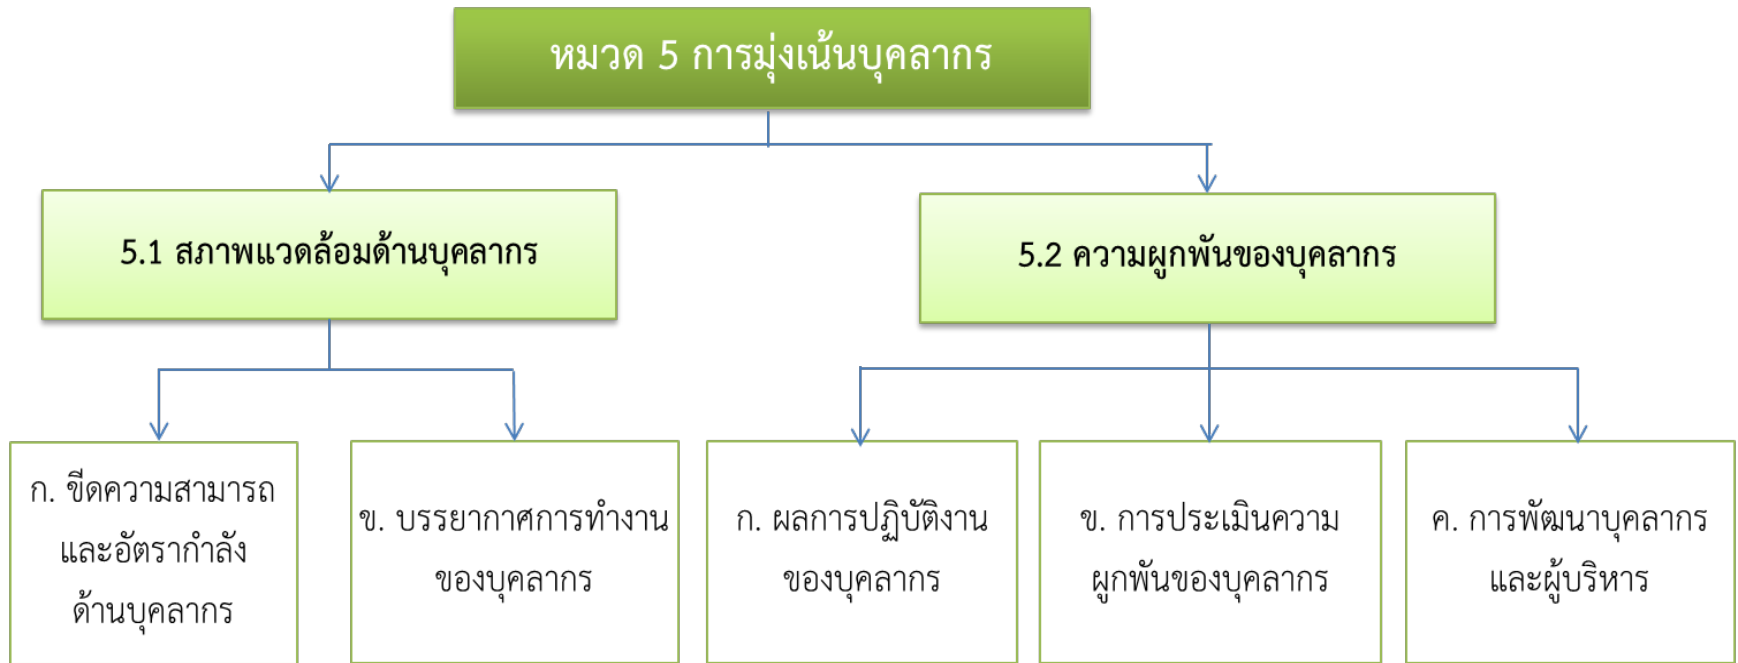 หมวด 5 การมุ่งเน้นบุคลากร
5.1 สภาพแวดล้อมด้านบุคลากร
5.2 ความผูกพันของบุคลากร
ก. ขีดความสามารถ
และอัตรากำลัง
ด้านบุคลากร
ข. บรรยากาศการทำงาน
ของบุคลากร
ก. ผลการปฏิบัติงาน
ของบุคลากร
ข. การประเมินความ
ผูกพันของบุคลากร
ค. การพัฒนาบุคลากร
และผู้บริหาร